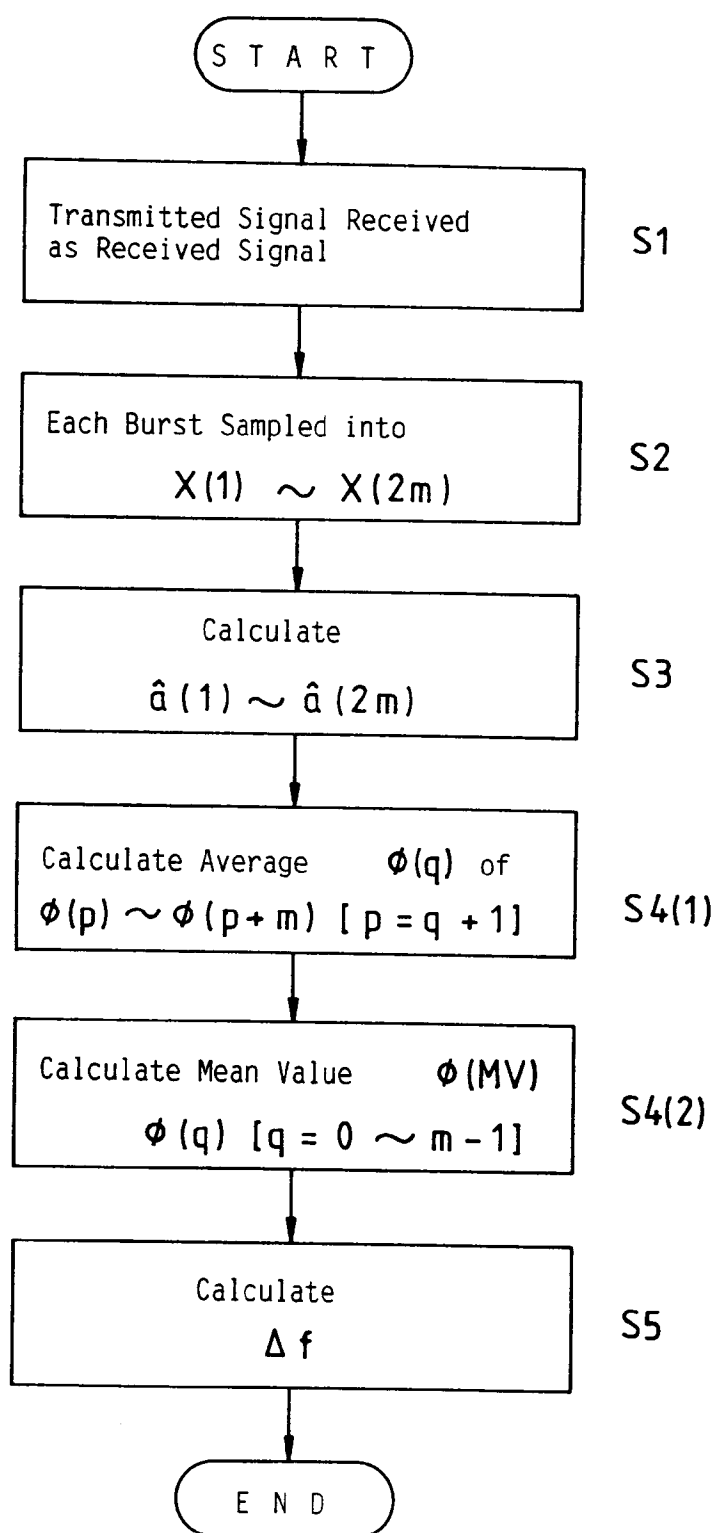 START
Transmitted Signal Received
as Received Signal
S1
Each Burst Sampled into
X(1) ~ X(2m)
S2
Calculate
â(1) ~ â(2m)
S3
Calculate Average ϕ(q) of
ϕ(p) ~ ϕ(p+m) [p = q + 1]
S4(1)
Calculate Mean Value ϕ(MV)
ϕ(q) [q = 0 ~ m - 1]
S4(2)
Calculate
Δf
S5
END